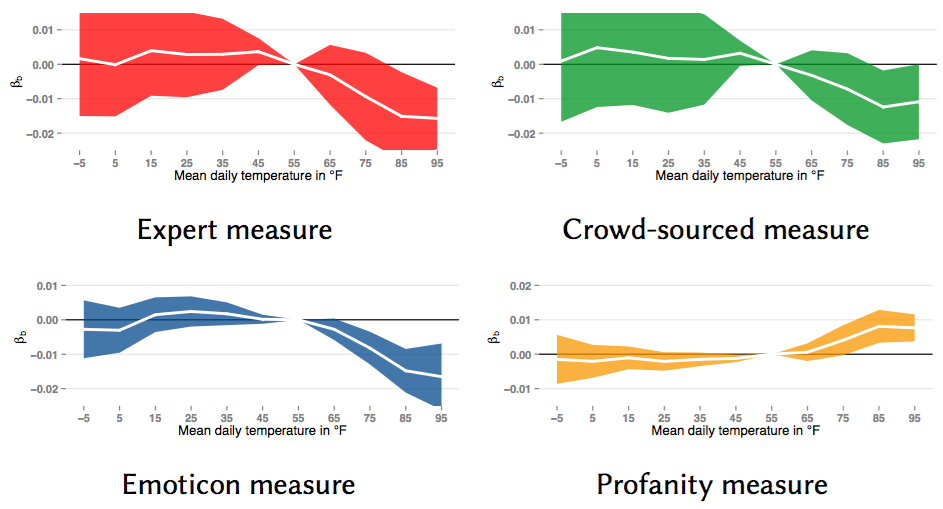 0.01
0.00
−0.01
−0.02
βb
−5 5 15 25 35 45 55 65 75 85 95
Mean daily temperature in °F
Expert measure
0.01
0.00
−0.01
−0.02
βb
−5 5 15 25 35 45 55 65 75 85 95
Mean daily temperature in °F
Crowd-sourced measure
0.01
0.00
−0.01
−0.02
βb
−5 5 15 25 35 45 55 65 75 85 95
Mean daily temperature in °F
Emoticon measure
0.02
0.01
0.00
−0.01
βb
−5 5 15 25 35 45 55 65 75 85 95
Mean daily temperature in °F
Profanity measure